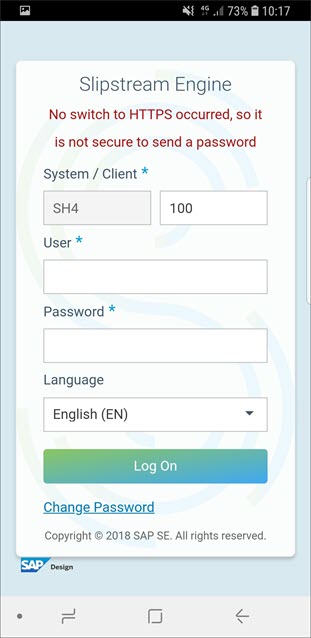 4G 73% 10:17
Slipstream Engine
No switch to HTTPS occurred, so it
is not secure to send a password
System / Client *
SH4 100
User *
Password *
Language
English (EN)
Log On
Change Password
Copyright © 2018 SAP SE. All rights reserved.
SAP Design